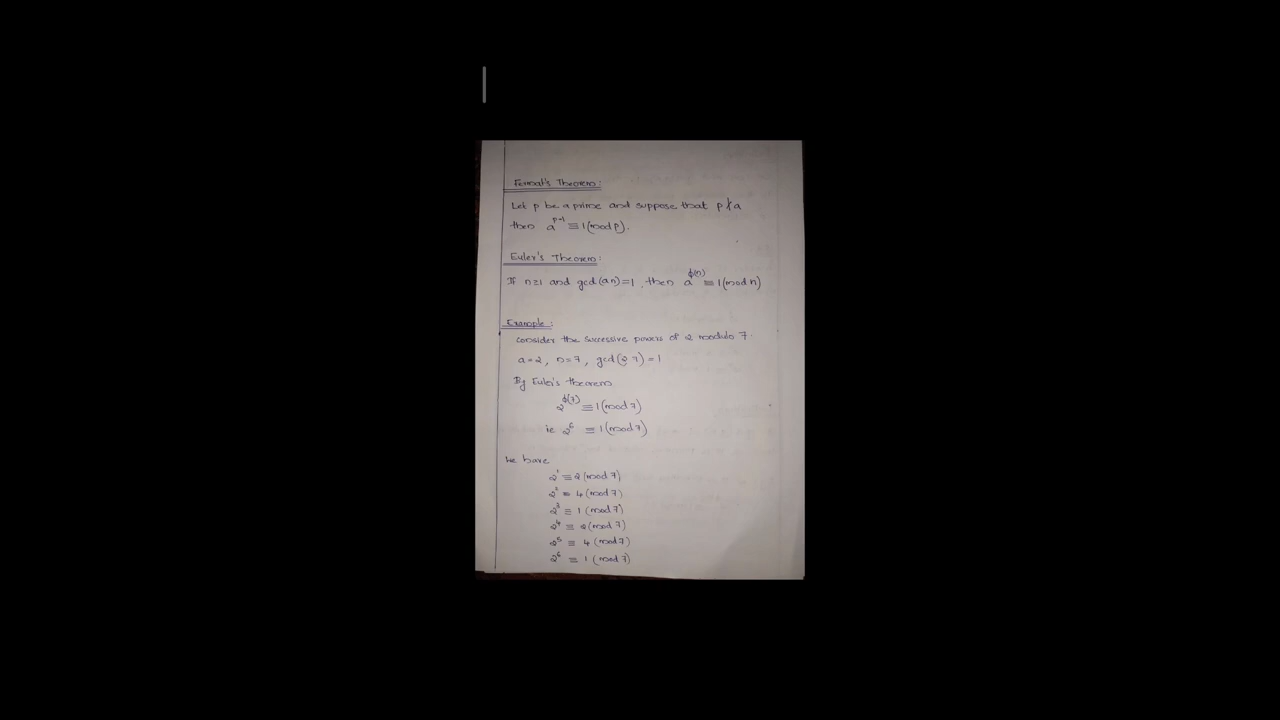 Fermat's Theorem:
Let p be a prime and suppose that p ∤ a
then a^{p-1} ≡ 1(mod p).
Euler's Theorem:
If n≥1 and gcd(a n)=1, then a^{ϕ(n)} ≡ 1(mod n)
Example:
consider the successive powers of 2 modulo 7.
a=2, n=7, gcd(2 7)=1
By Euler's theorem
2^{ϕ(7)} ≡ 1(mod 7)
ie 2^6 ≡ 1(mod 7)
We have
2^1 ≡ 2(mod 7)
2^2 ≡ 4(mod 7)
2^3 ≡ 1(mod 7)
2^4 ≡ 2(mod 7)
2^5 ≡ 4(mod 7)
2^6 ≡ 1(mod 7)